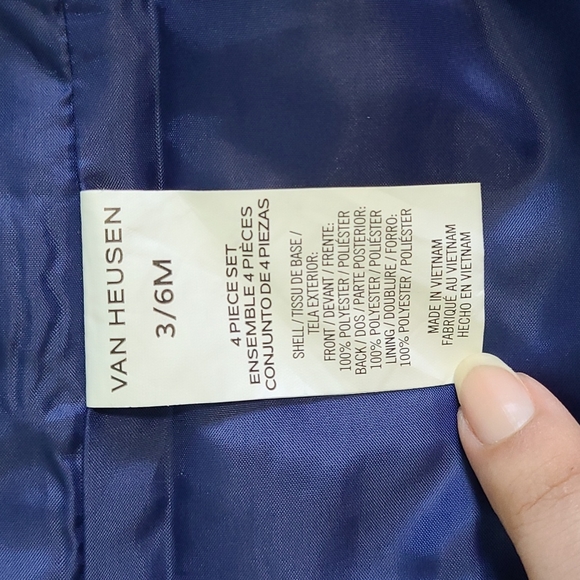 VAN HEUSEN
3/6M
4 PIECE SET
ENSEMBLE 4 PIÈCES
CONJUNTO DE 4 PIEZAS
SHELL / TISSU DE BASE /
TELA EXTERIOR:
FRONT / DEVANT / FRENTE:
100% POLYESTER / POLIÉSTER
BACK / DOS / PARTE POSTERIOR:
100% POLYESTER / POLIÉSTER
LINING / DOUBLURE / FORRO:
100% POLYESTER / POLIÉSTER
MADE IN VIETNAM
FABRIQUÉ AU VIETNAM
HECHO EN VIETNAM